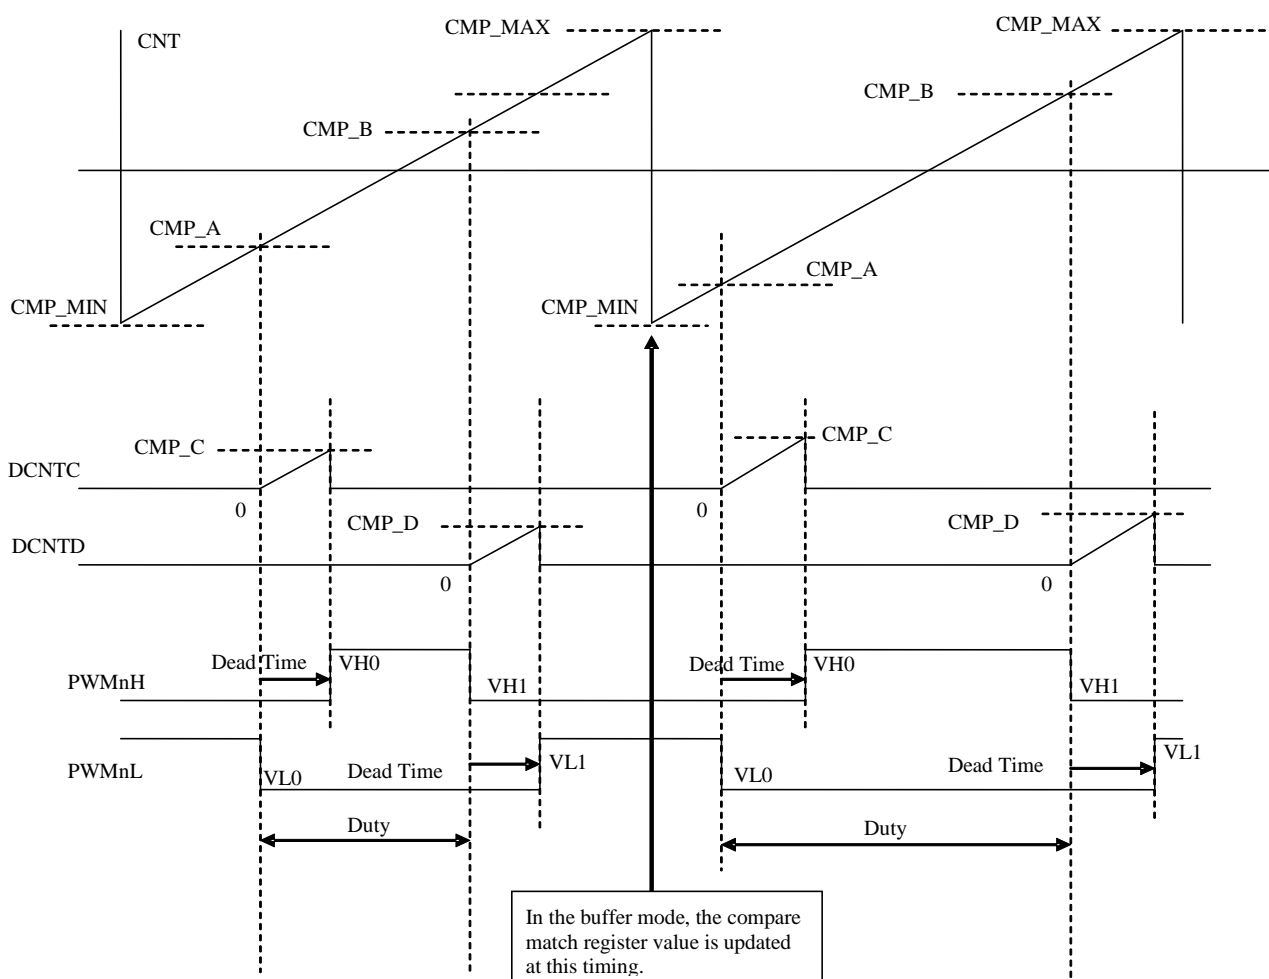 CMP_MAX
CMP_MAX
CNT
CMP_B
CMP_B
CMP_A
CMP_A
CMP_MIN
CMP_MIN
CMP_C
CMP_C
DCNTC
0
0
CMP_D
CMP_D
DCNTD
0
0
Dead Time
VH0
Dead Time
VH0
PWMnH
VH1
VH1
PWMnL
VL0
Dead Time
VL1
VL0
Dead Time
VL1
Duty
Duty
In the buffer mode, the compare
match register value is updated
at this timing.